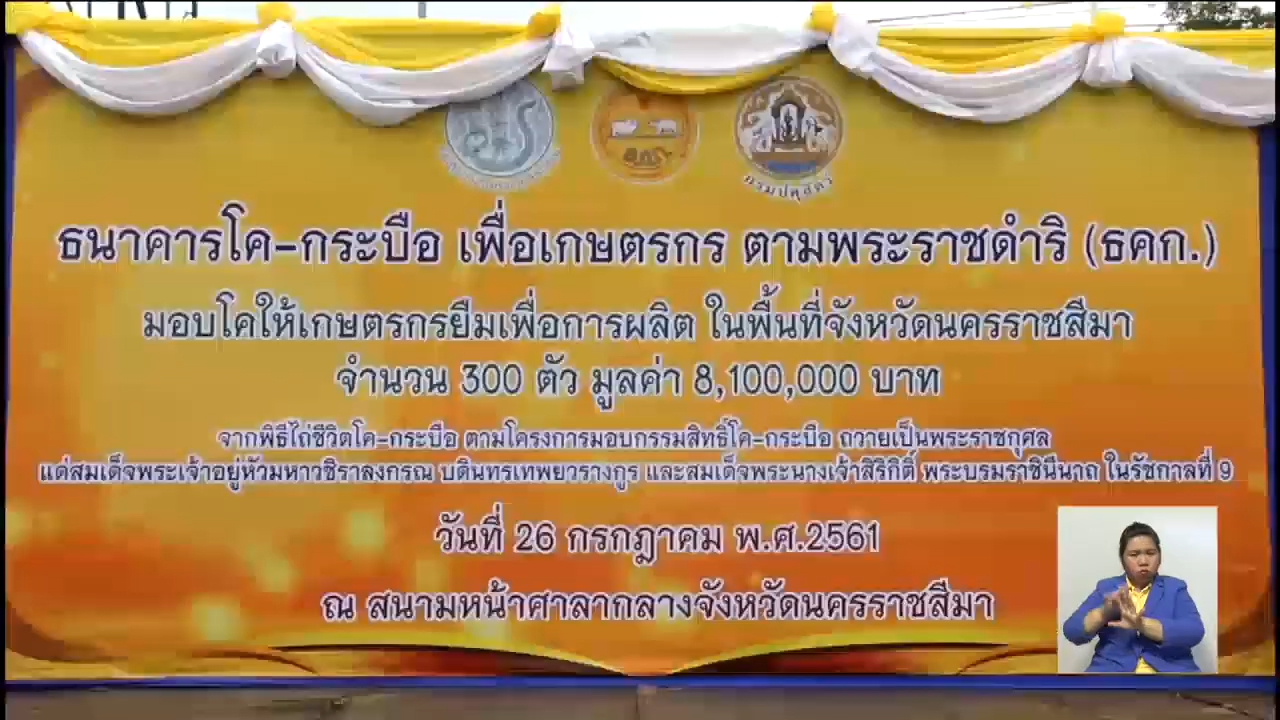 กรมปศุสัตว์
ธนาคารโค-กระบือ เพื่อเกษตรกร ตามพระราชดำริ (ธคก.)
มอบโคให้เกษตรกรยืมเพื่อการผลิต ในพื้นที่จังหวัดนครราชสีมา
จำนวน 300 ตัว มูลค่า 8,100,000 บาท
จากพิธีไถ่ชีวิตโค-กระบือ ตามโครงการมอบกรรมสิทธิ์โค-กระบือ ถวายเป็นพระราชกุศล
แด่สมเด็จพระเจ้าอยู่หัวมหาวชิราลงกรณ บดินทรเทพยวรางกูร และสมเด็จพระนางเจ้าสิริกิติ์ พระบรมราชินีนาถ ในรัชกาลที่ 9
วันที่ 26 กรกฎาคม พ.ศ.2561
ณ สนามหน้าศาลากลางจังหวัดนครราชสีมา